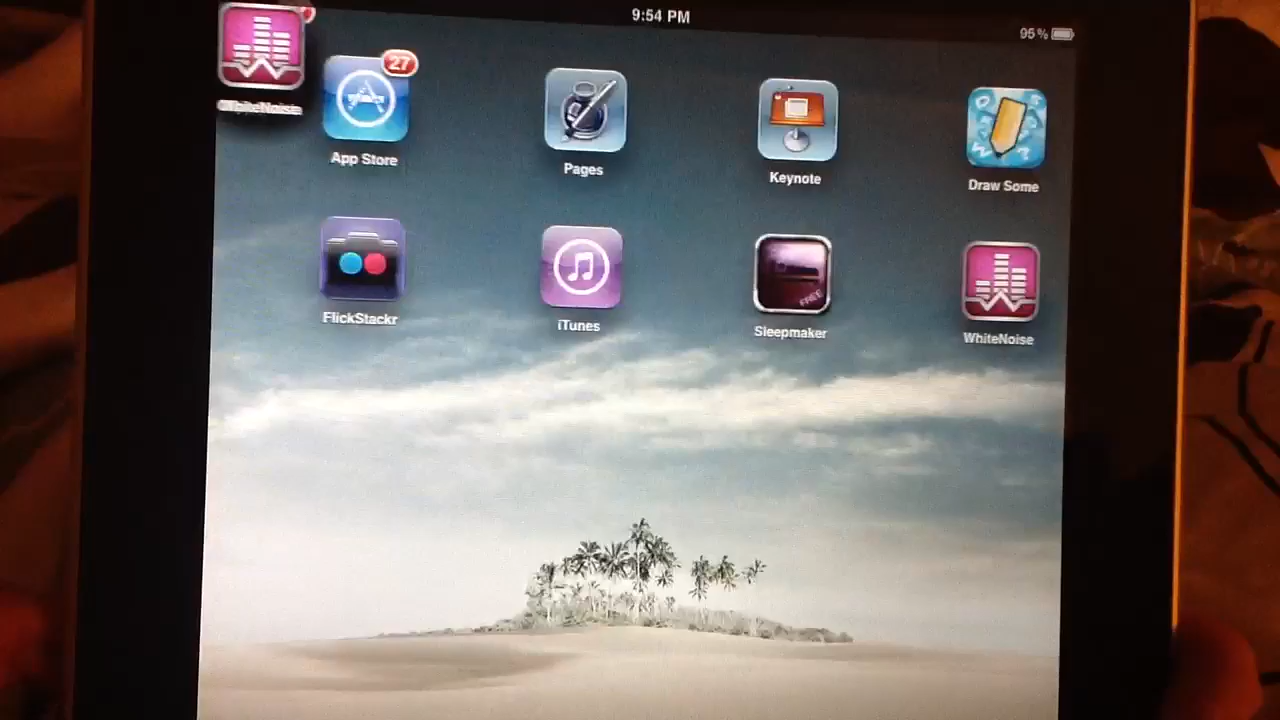 9:54 PM
95%
27
App Store
Pages
Keynote
Draw Some
FlickStackr
iTunes
FREE
Sleepmaker
WhiteNoise